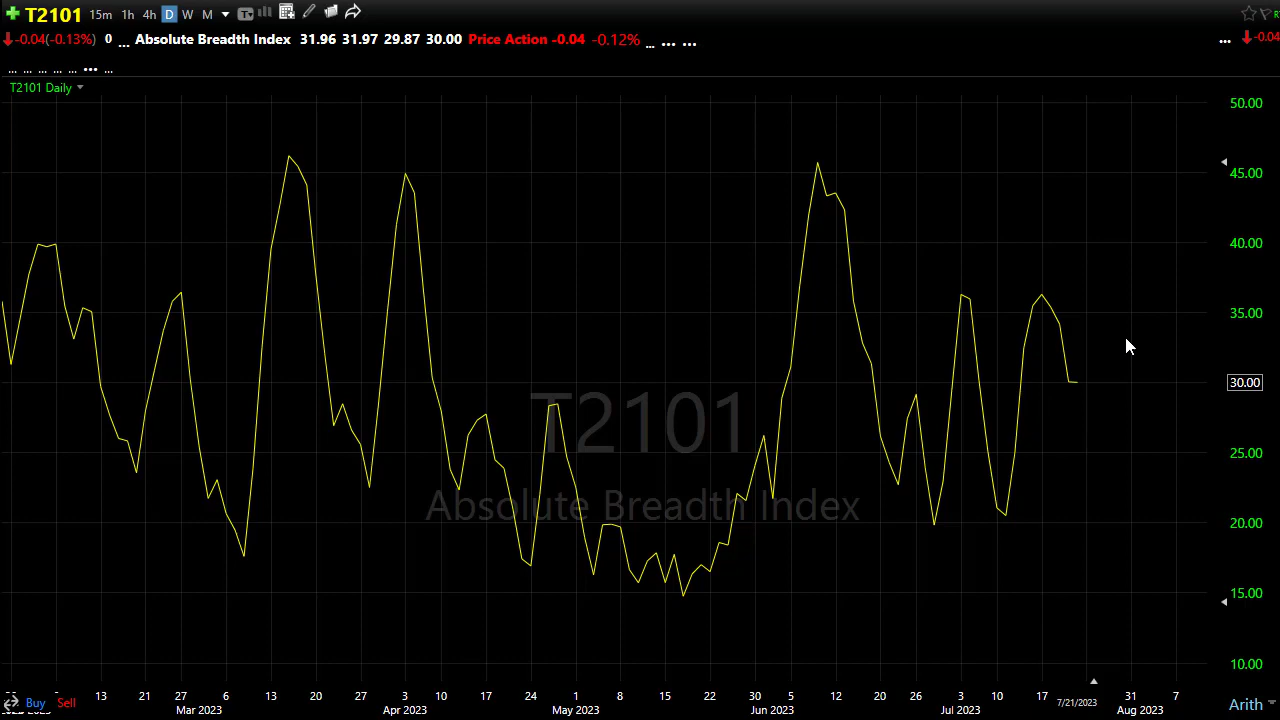 T2101 15m 1h 4h D W M
-0.04(-0.13%) 0 ... Absolute Breadth Index 31.96 31.97 29.87 30.00 Price Action -0.04 -0.12% ... ... ... ... -0.04
... ... ... ... ... ... ...
T2101 Daily
50.00
45.00
40.00
35.00
30.00
25.00
20.00
15.00
10.00
T2101
Absolute Breadth Index
13 21 27 6 13 20 27 3 10 17 24 1 8 15 22 30 5 12 20 26 3 10 17 31 7
Buy Sell Mar 2023 Apr 2023 May 2023 Jun 2023 Jul 2023 7/21/2023 Aug 2023 Arith